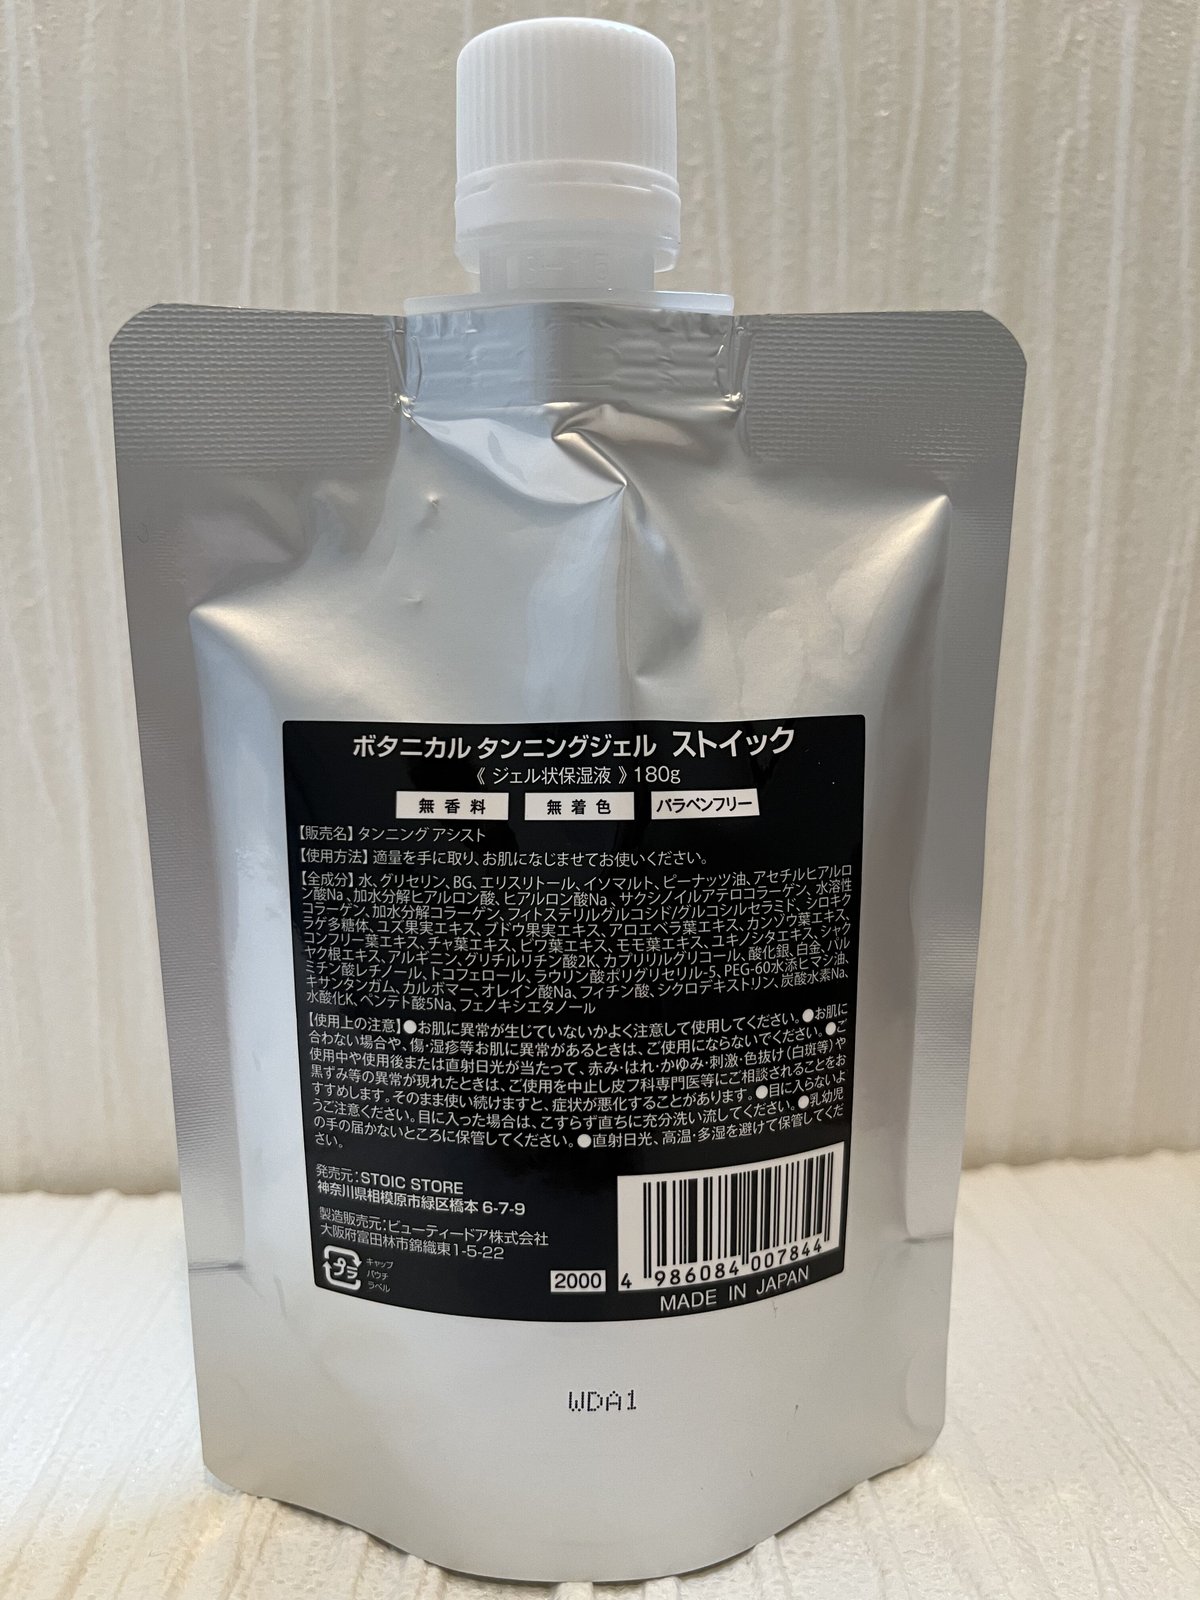 ボタニカル タンニングジェル ストイック
《 ジェル状保湿液 》180g
無香料 無着色 パラベンフリー
【販売名】タンニング アシスト
【使用方法】適量を手に取り、お肌になじませてお使いください。
【全成分】水、グリセリン、BG、エリスリトール、イソマルト、ピーナッツ油、アセチルヒアルロ
ン酸Na、加水分解ヒアルロン酸、ヒアルロン酸Na、サクシノイルアテロコラーゲン、水溶性
コラーゲン、加水分解コラーゲン、フィトステリルグルコシド/グルコシルセラミド、シロキク
ラゲ多糖体、ユズ果実エキス、ブドウ果実エキス、アロエベラ葉エキス、カンゾウ葉エキス、
コンフリー葉エキス、チャ葉エキス、ビワ葉エキス、モモ葉エキス、ユキノシタエキス、シャク
ヤク根エキス、アルギニン、グリチルリチン酸2K、カプリリルグリコール、酸化銀、白金、パル
ミチン酸レチノール、トコフェロール、ラウリン酸ポリグリセリル-5、PEG-60水添ヒマシ油、
キサンタンガム、カルボマー、オレイン酸Na、フィチン酸、シクロデキストリン、炭酸水素Na、
水酸化K、ペンテト酸5Na、フェノキシエタノール
【使用上の注意】●お肌に異常が生じていないかよく注意して使用してください。●お肌に
合わない場合や、傷・湿疹等お肌に異常があるときは、ご使用にならないでください。●ご
使用中や使用後または直射日光が当たって、赤み・はれ・かゆみ・刺激・色抜け（白斑等）や
黒ずみ等の異常が現れたときは、ご使用を中止し皮フ科専門医等にご相談されることをお
すすめします。そのまま使い続けますと、症状が悪化することがあります。●目に入らないよ
うご注意ください。目に入った場合は、こすらず直ちに充分洗い流してください。●乳幼児
の手の届かないところに保管してください。●直射日光、高温・多湿を避けて保管してくだ
さい。
発売元：STOIC STORE
神奈川県相模原市緑区橋本 6-7-9
製造販売元：ビューティードア株式会社
大阪府富田林市錦織東1-5-22
プラ
キャップ
パウチ
ラベル
2000
4 986084 007844
MADE IN JAPAN
WDA1